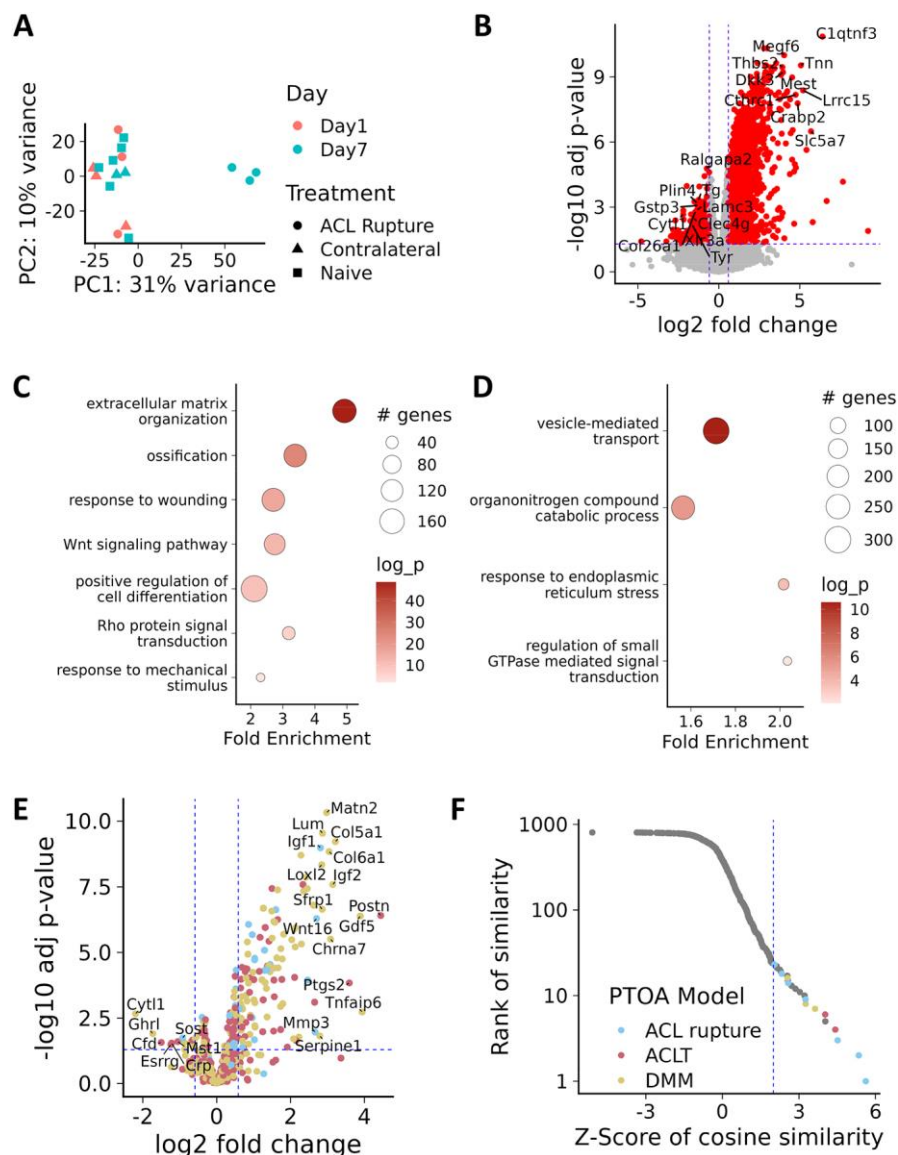 A
PC2: 10% variance
20
0
-20
-25
0
25
50
PC1: 31% variance
Day
Day1
Day7
Treatment
ACL Rupture
Contralateral
Naive
B
-log10 adj p-value
9
6
3
0
C1qtnf3
Megf6
Thbs2
Tnn
Dkk3
Mest
Cthrc1
Lrrc15
Crabp2
Slc5a7
Ralgapa2
Plin4
Tg
Gstp3
Lamc3
Cytl1
Clec4g
Col26a1
Tyr
-5
0
5
log2 fold change
C
extracellular matrix
organization
ossification
response to wounding
Wnt signaling pathway
positive regulation of
cell differentiation
Rho protein signal
transduction
response to mechanical
stimulus
2
3
4
5
Fold Enrichment
# genes
40
80
120
160
log_p
40
30
20
10
D
vesicle-mediated
transport
organonitrogen compound
catabolic process
response to endoplasmic
reticulum stress
regulation of small
GTPase mediated signal
transduction
1.6
1.8
2.0
Fold Enrichment
# genes
100
150
200
250
300
log_p
10
8
6
4
E
-log10 adj p-value
10.0
7.5
5.0
2.5
0.0
Matn2
Lum
Col5a1
Igf1
Col6a1
Loxl2
Igf2
Sfrp1
Postn
Wnt16
Gdf5
Chrna7
Ptgs2
Tnfaip6
Cytl1
Ghrl
Sost
Mmp3
Cfd
Mst1
Serpine1
Esrrg
Crp
-2
0
2
4
log2 fold change
F
Rank of similarity
1000
100
10
1
PTOA Model
ACL rupture
ACLT
DMM
-3
0
3
6
Z-Score of cosine similarity